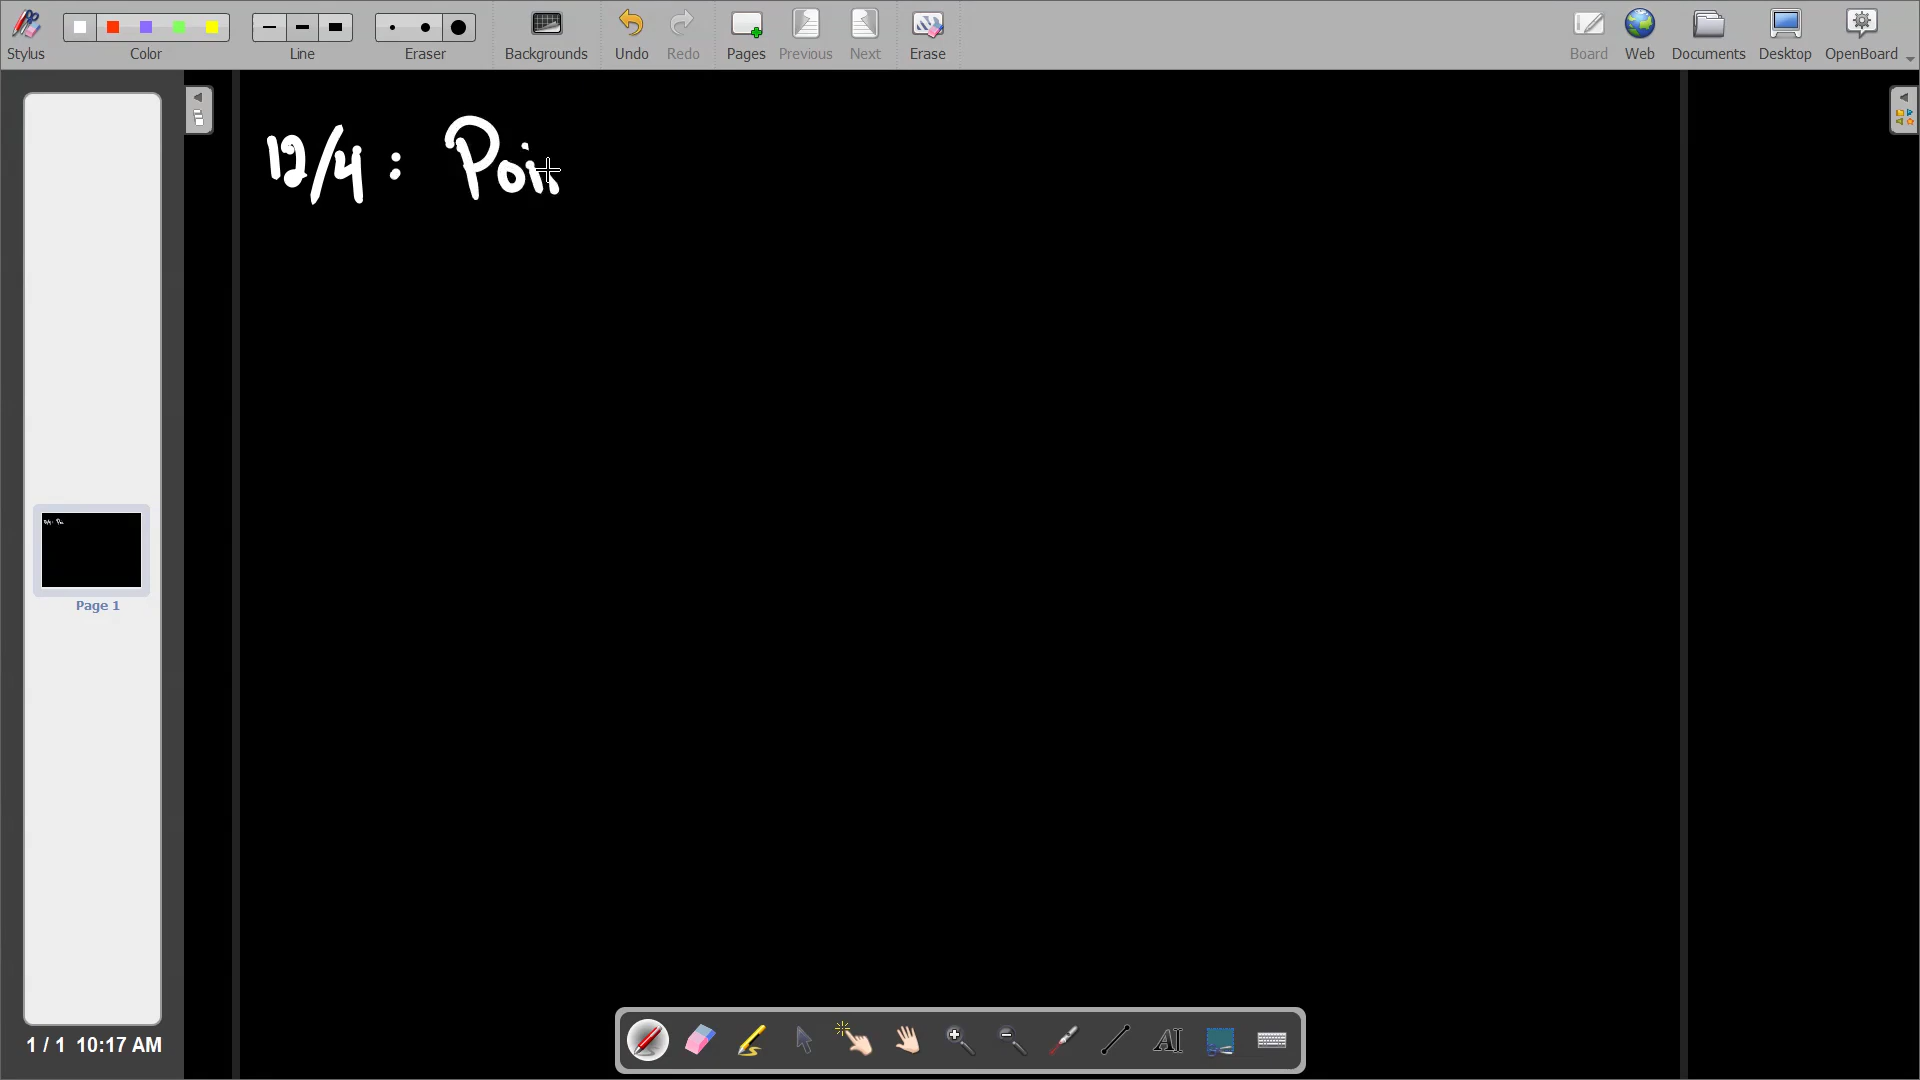 Stylus Color Line Eraser Backgrounds Undo Redo Pages Previous Next Erase Board Web Documents Desktop OpenBoard
12/4 :
Page 1
1 / 1 10:17 AM